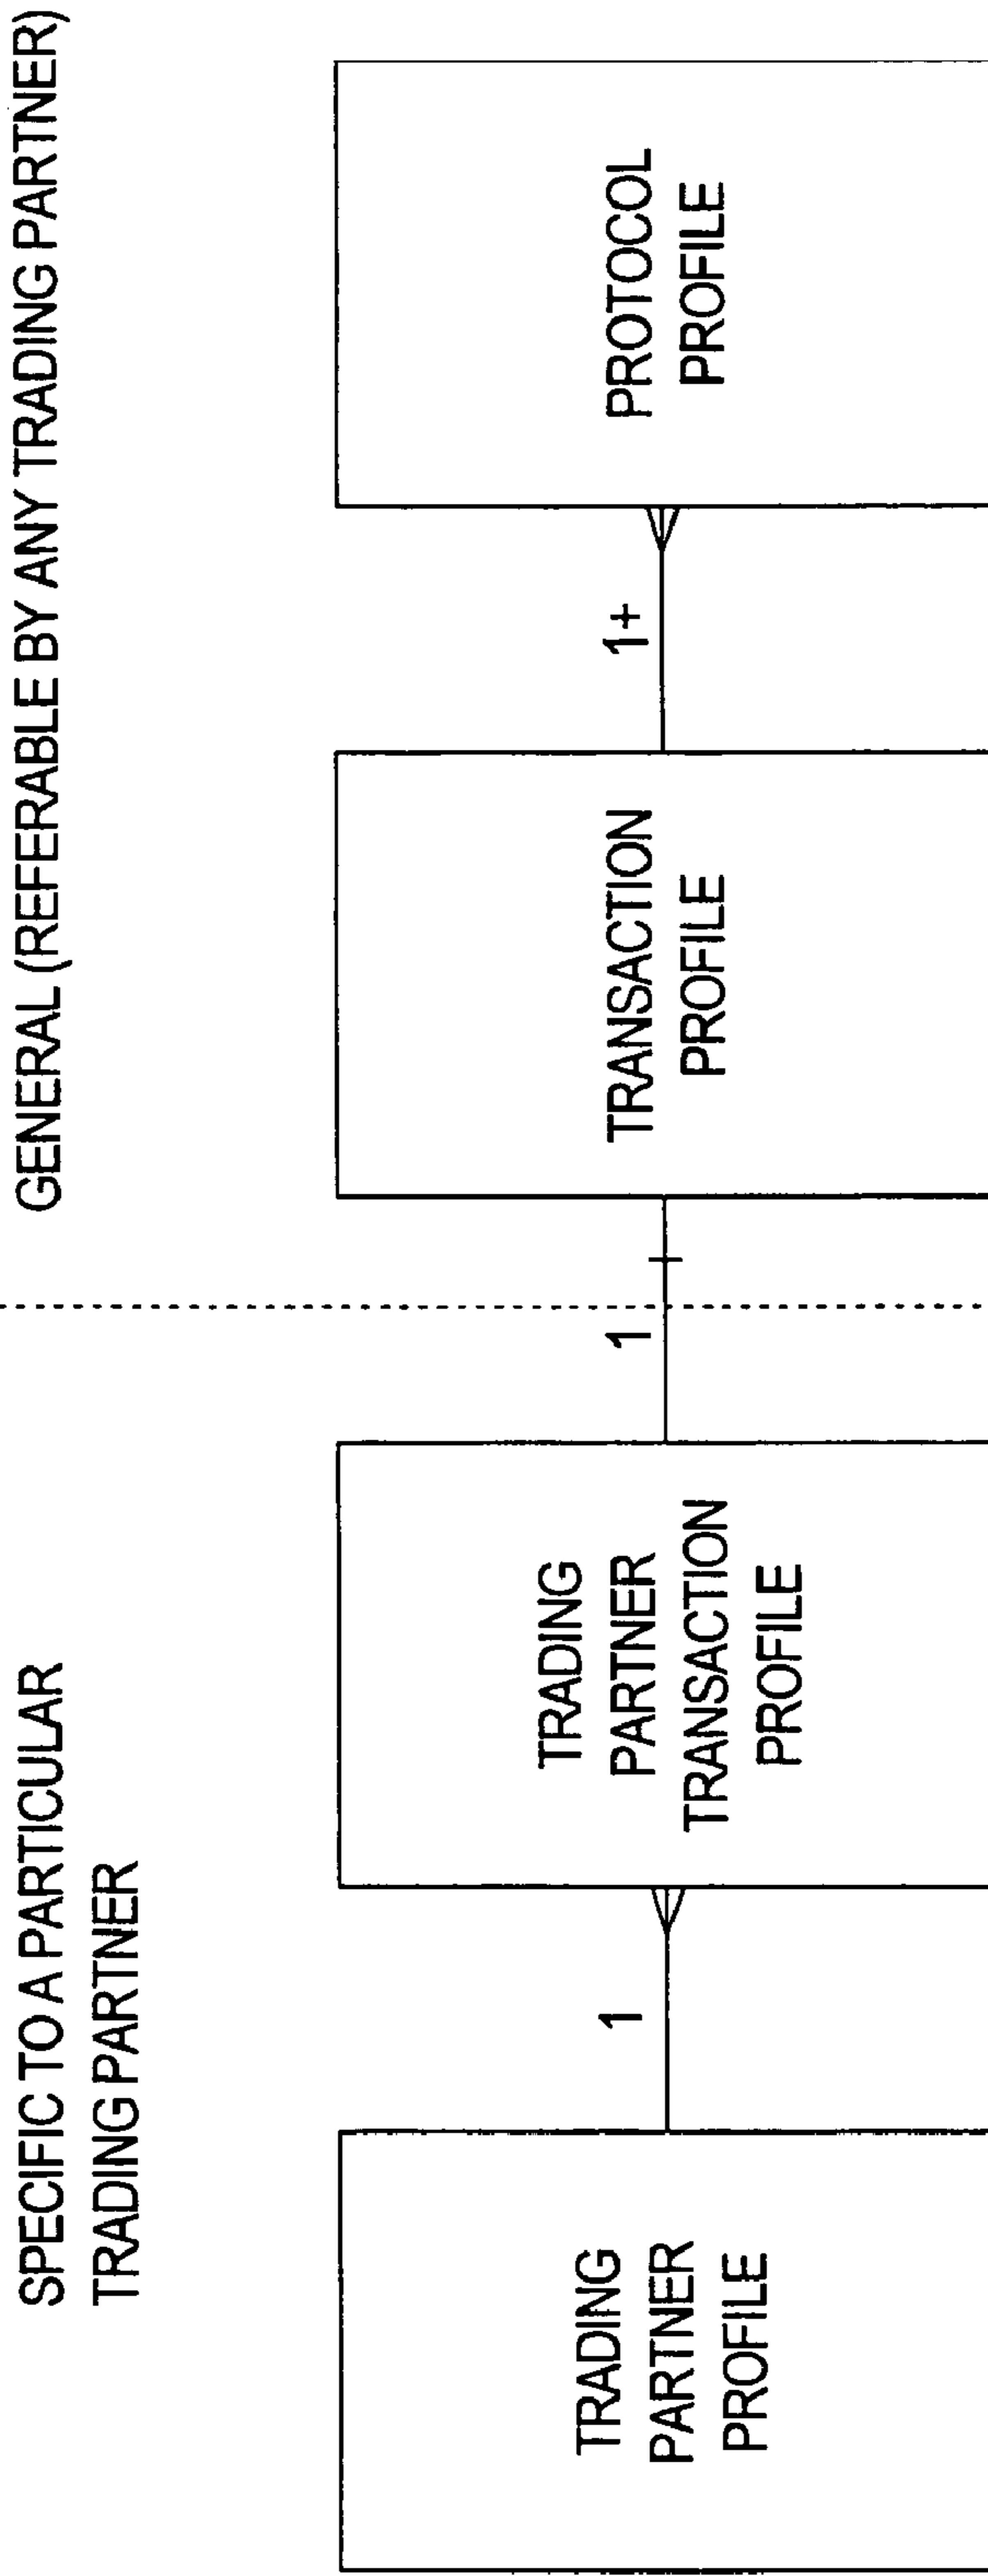 SPECIFIC TO A PARTICULAR
TRADING PARTNER
GENERAL (REFERABLE BY ANY TRADING PARTNER)
TRADING
PARTNER
PROFILE
1
TRADING
PARTNER
TRANSACTION
PROFILE
1
TRANSACTION
PROFILE
1+
PROTOCOL
PROFILE